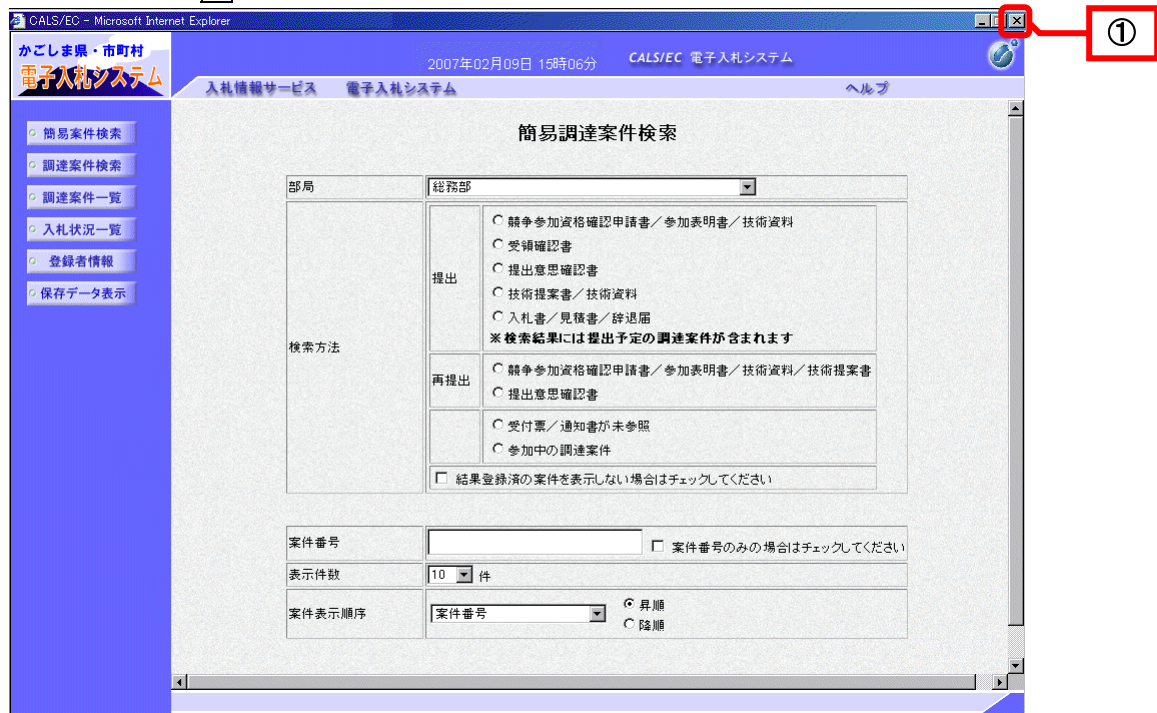 CALS/EC - Microsoft Internet Explorer
①
かごしま県・市町村
電子入札システム
2007年02月09日 15時06分
CALS/EC 電子入札システム
入札情報サービス
電子入札システム
ヘルプ
簡易案件検索
調達案件検索
調達案件一覧
入札状況一覧
登録者情報
保存データ表示
簡易調達案件検索
部局
総務部
検索方法
提出
競争参加資格確認申請書／参加表明書／技術資料
受領確認書
提出意思確認書
技術提案書／技術資料
入札書／見積書／辞退届
※検索結果には提出予定の調達案件が含まれます
再提出
競争参加資格確認申請書／参加表明書／技術資料／技術提案書
提出意思確認書
受付票／通知書が未参照
参加中の調達案件
結果登録済の案件を表示しない場合はチェックしてください
案件番号
案件番号のみの場合はチェックしてください
表示件数
10 件
案件表示順序
案件番号
昇順
降順